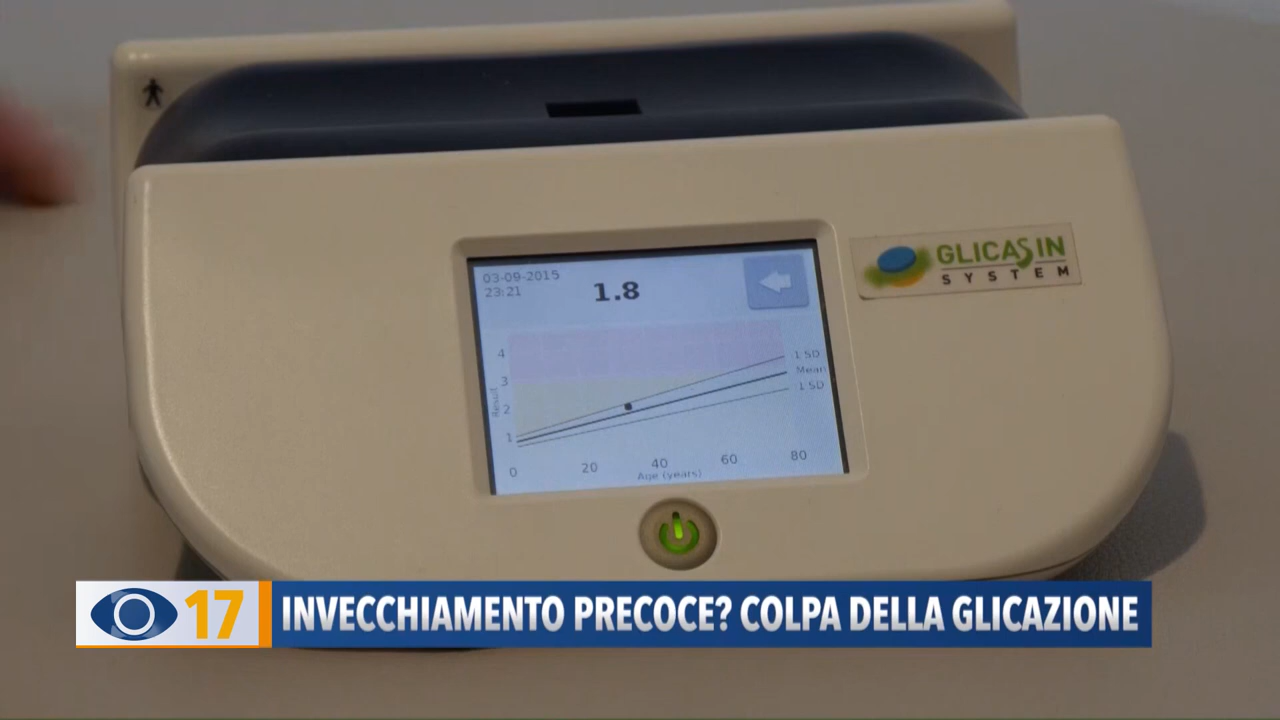 03-09-2015
23:21
1.8
GLICASIN
SYSTEM
4
3
2
1
Result
1 SD
Mean
1 SD
0 20 40 60 80
Age (years)
17
INVECCHIAMENTO PRECOCE? COLPA DELLA GLICAZIONE